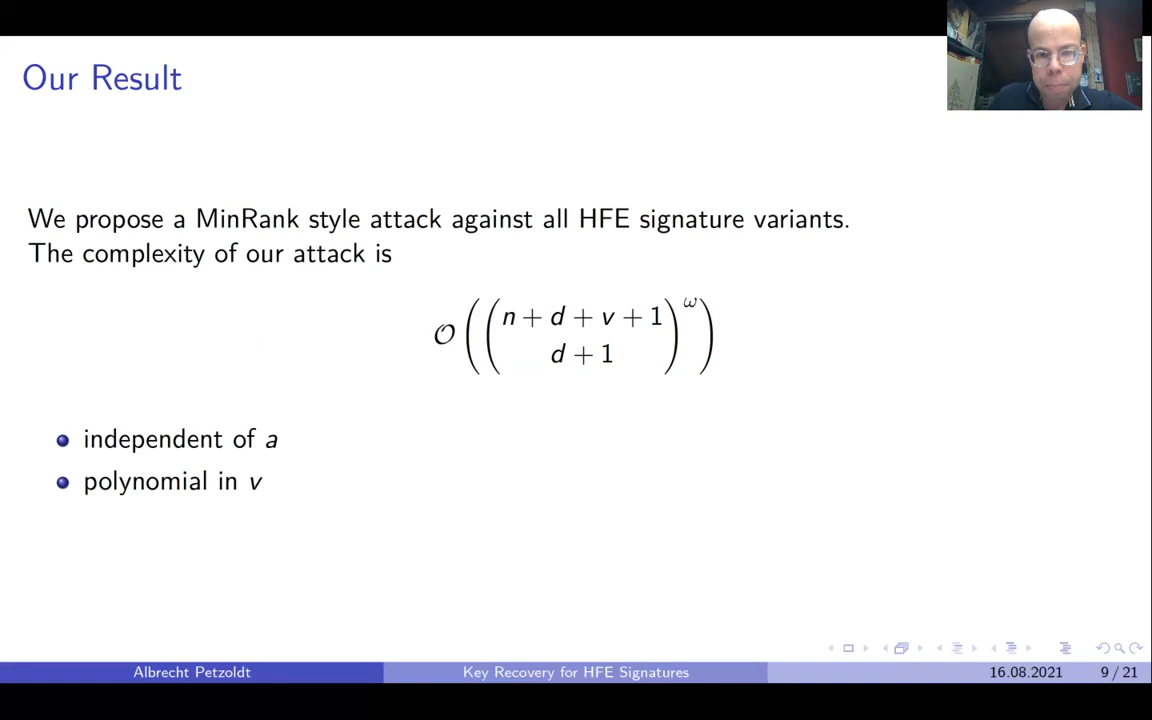 Our Result
We propose a MinRank style attack against all HFE signature variants.
The complexity of our attack is
𝒪((n + d + v + 1
d + 1)^ω)
independent of a
polynomial in v
Albrecht Petzoldt
Key Recovery for HFE Signatures
16.08.2021
9 / 21